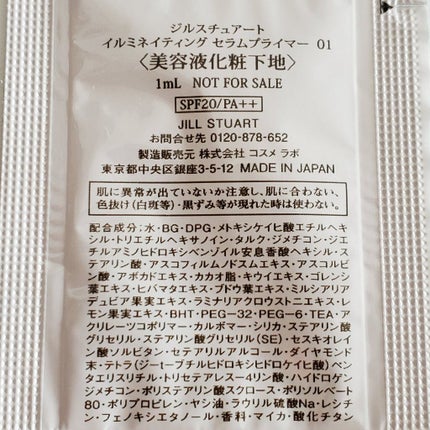 ジルスチュアート
イルミネイティング セラムプライマー 01
〈美容液化粧下地〉
1mL NOT FOR SALE
SPF20/PA++
JILL STUART
お問合せ先 0120-878-652
製造販売元 株式会社 コスメ ラボ
東京都中央区銀座3-5-12 MADE IN JAPAN
肌に異常が出ていないか注意し、肌に合わない、
色抜け(白斑等)・黒ずみ等が現れた時は使わない。
配合成分:水・BG・DPG・メトキシケイヒ酸エチルヘキ
シル・トリエチルヘキサノイン・タルク・ジメチコン・ジエ
チルアミノヒドロキシベンゾイル安息香酸ヘキシル・ス
テアリン酸・アスコフィルムノドスムエキス・アスコルビ
ン酸・アボカドエキス・カカオ脂・キウイエキス・ゴレンシ
葉エキス・ヒバマタエキス・ブドウ葉エキス・ミルシアリア
デュビア果実エキス・ラミナリアクロウストニエキス・レ
モン果実エキス・BHT・PEG-32・PEG-6・TEA・ア
クリレーツコポリマー・カルボマー・シリカ・ステアリン酸
グリセリル・ステアリン酸グリセリル(SE)・セスキオレイ
ン酸ソルビタン・セテアリルアルコール・ダイヤモンド
末・テトラ(ジーt-ブチルヒドロキシヒドロケイヒ酸)ペン
タエリスリチル・トリセテアレス-4リン酸・ハイドロゲン
ジメチコン・ポリステアリン酸スクロース・ポリソルベート
80・ポリプロピレン・ヤシ油・ラウリル硫酸Na・レシチ
ン・フェノキシエタノール・香料・マイカ・酸化チタン